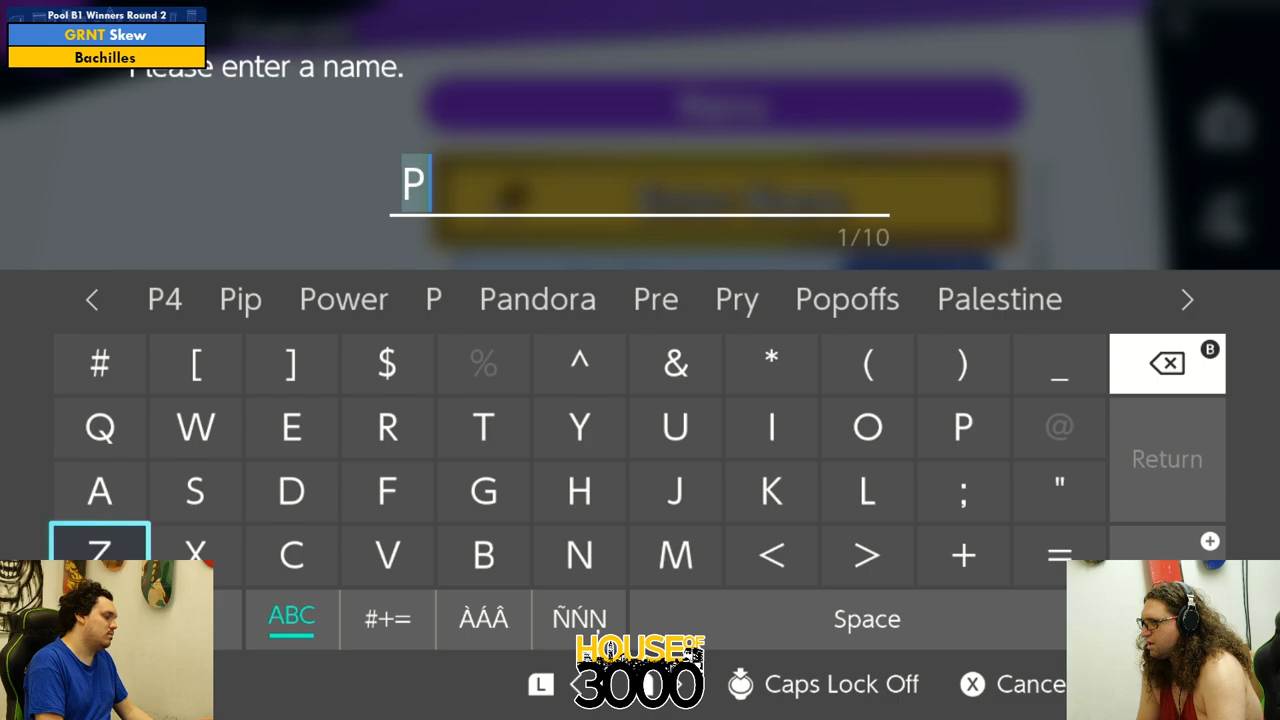 Pool B1 Winners Round 2
GRNT Skew
Bachilles
Please enter a name.
P
1/10
P4 Pip Power P Pandora Pre Pry Popoffs Palestine
# [ ] $ % ^ & * ( ) _ B
Q W E R T Y U I O P @
Return
A S D F G H J K L ; "
Z X C V B N M < > + =
ABC #+= ÀÁÂ ÑŃŅ Space
HOUSE OF
3000
L Caps Lock Off X Cance